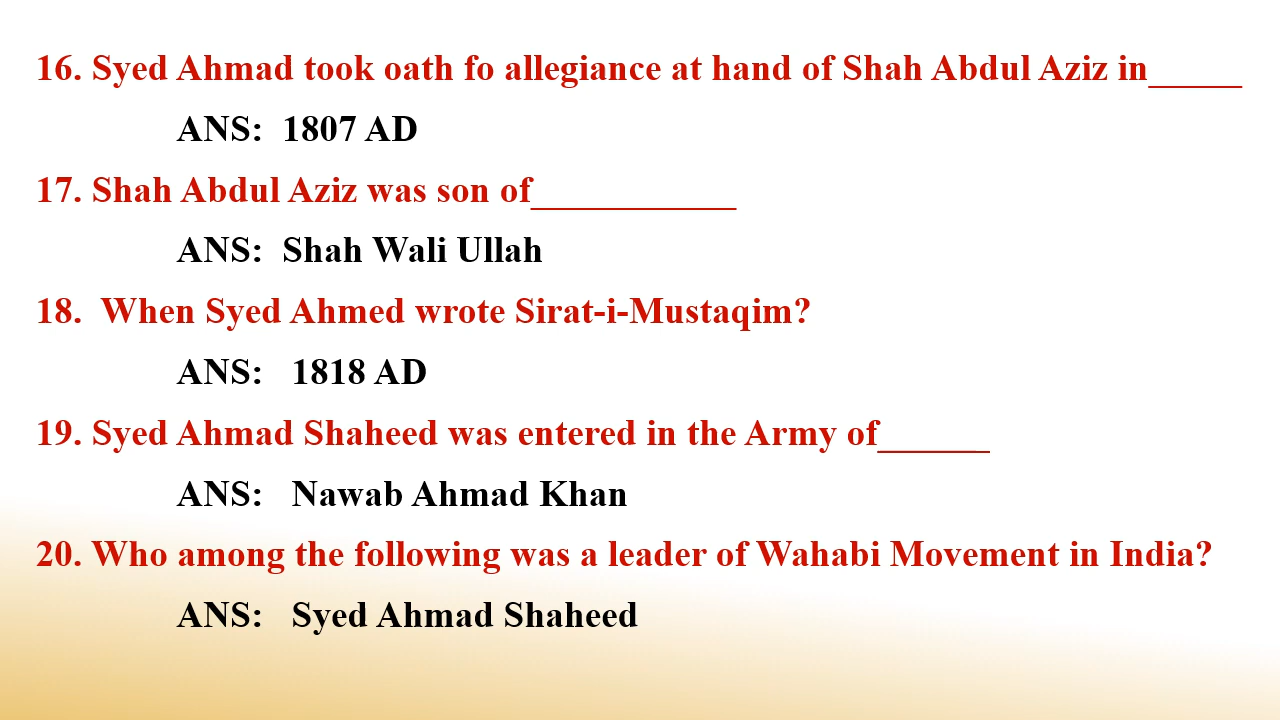 16. Syed Ahmad took oath fo allegiance at hand of Shah Abdul Aziz in_____
ANS: 1807 AD
17. Shah Abdul Aziz was son of___________
ANS: Shah Wali Ullah
18. When Syed Ahmed wrote Sirat-i-Mustaqim?
ANS: 1818 AD
19. Syed Ahmad Shaheed was entered in the Army of______
ANS: Nawab Ahmad Khan
20. Who among the following was a leader of Wahabi Movement in India?
ANS: Syed Ahmad Shaheed